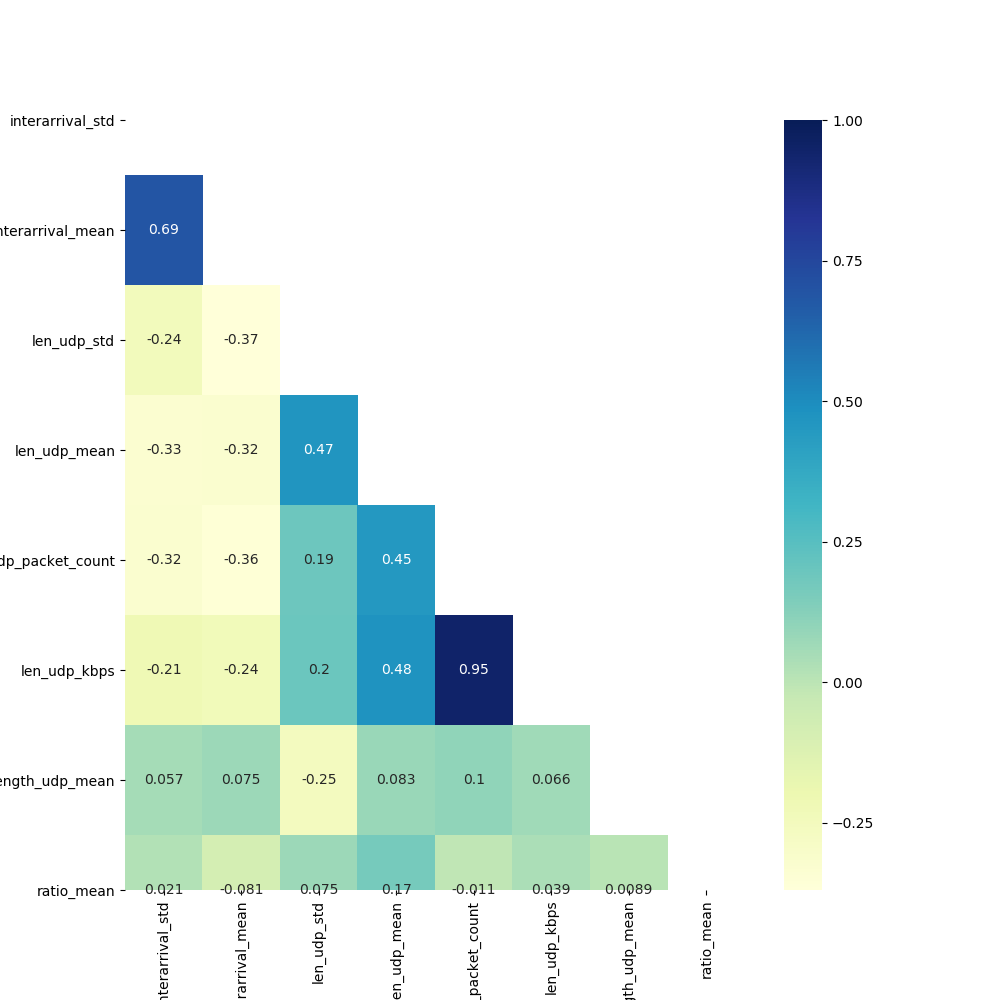 1.00
interarrival_std
nterarrival_mean 0.69
0.75
len_udp_std -0.24 -0.37
0.50
len_udp_mean -0.33 -0.32 0.47
dp_packet_count -0.32 -0.36 0.19 0.45
0.25
len_udp_kbps -0.21 -0.24 0.2 0.48 0.95
0.00
ength_udp_mean 0.057 0.075 -0.25 0.083 0.1 0.066
-0.25
ratio_mean 0.021 -0.081 0.075 0.17 -0.011 0.039 0.0089
nterarrival_std
rarrival_mean
len_udp_std
en_udp_mean
_packet_count
len_udp_kbps
gth_udp_mean
ratio_mean